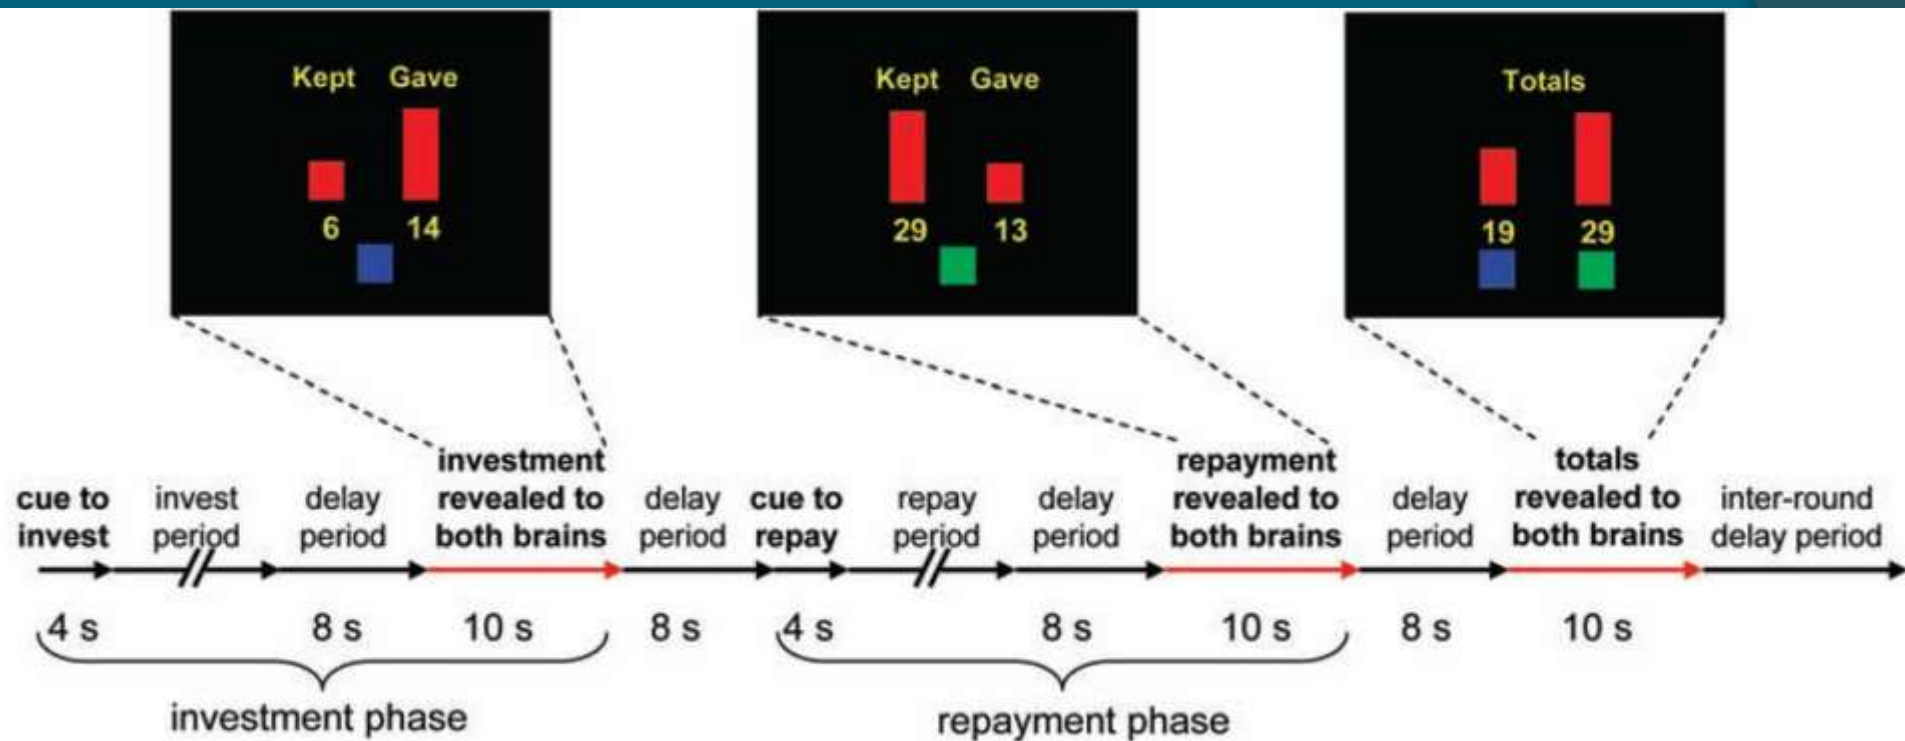 Kept Gave
6 14
Kept Gave
29 13
Totals
19 29
cue to
invest
invest
period
delay
period
investment
revealed to
both brains
delay
period
cue to
repay
repay
period
delay
period
repayment
revealed to
both brains
delay
period
totals
revealed to
both brains
inter-round
delay period
4 s 8 s 10 s 8 s 4 s 8 s 10 s 8 s 10 s
investment phase
repayment phase